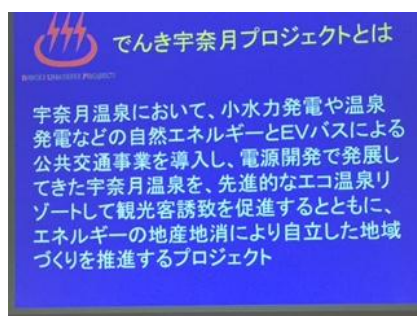 でんき宇奈月プロジェクトとは
宇奈月温泉において、小水力発電や温泉
発電などの自然エネルギーとEVバスによる
公共交通事業を導入し、電源開発で発展し
てきた宇奈月温泉を、先進的なエコ温泉リ
ゾートして観光客誘致を促進するとともに、
エネルギーの地産地消により自立した地域
づくりを推進するプロジェクト